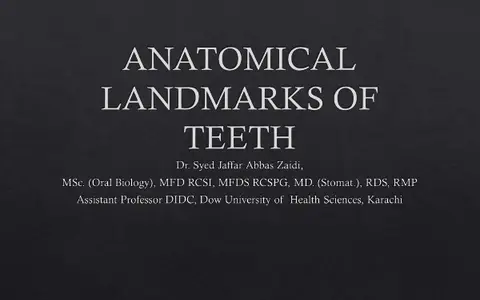 ANATOMICAL
LANDMARKS OF
TEETH
Dr. Syed Jaffar Abbas Zaidi,
MSc. (Oral Biology), MFD RCSI, MFDS RCSPG, MD. (Stomat.), RDS, RMP
Assistant Professor DIDC, Dow University of Health Sciences, Karachi